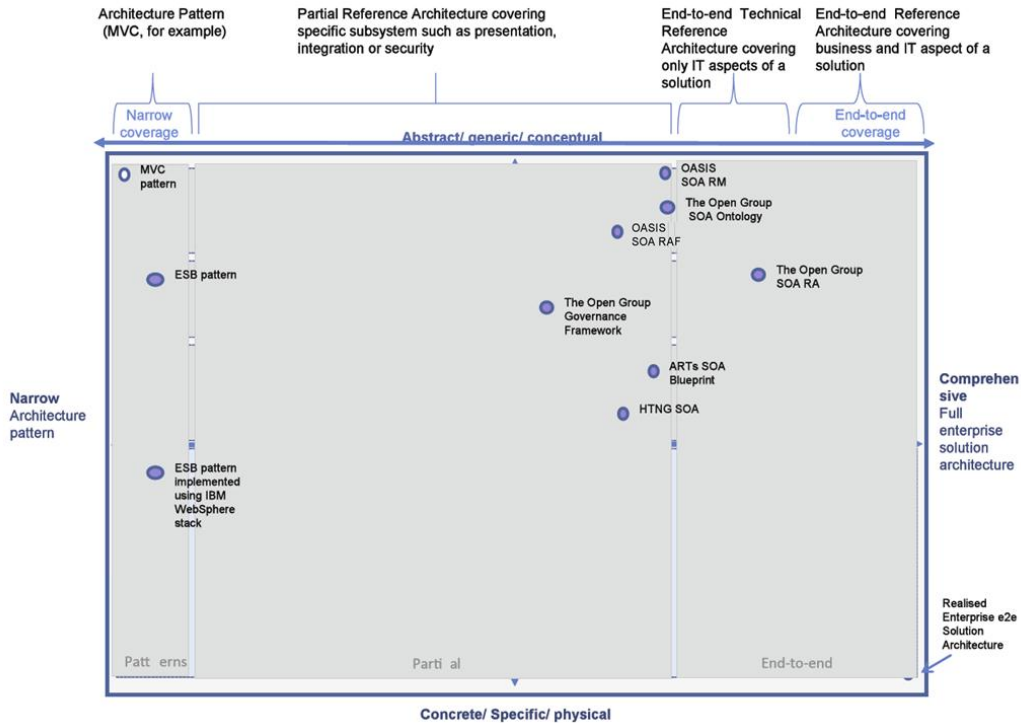 Architecture Pattern
(MVC, for example)
Partial Reference Architecture covering
specific subsystem such as presentation,
integration or security
End-to-end Technical
Reference
Architecture covering
only IT aspects of a
solution
End-to-end Reference
Architecture covering
business and IT aspect of a
solution
Narrow
coverage
End-to-end
coverage
Abstract/ generic/ conceptual
MVC
pattern
OASIS
SOA RM
The Open Group
SOA Ontology
OASIS
SOA RAF
ESB pattern
The Open Group
SOA RA
The Open Group
Governance
Framework
ARTs SOA
Blueprint
HTNG SOA
Narrow
Architecture
pattern
Comprehen
sive
Full
enterprise
solution
architecture
ESB pattern
implemented
using IBM
WebSphere
stack
Realised
Enterprise e2e
Solution
Architecture
Patt erns
Parti al
End-to-end
Concrete/ Specific/ physical